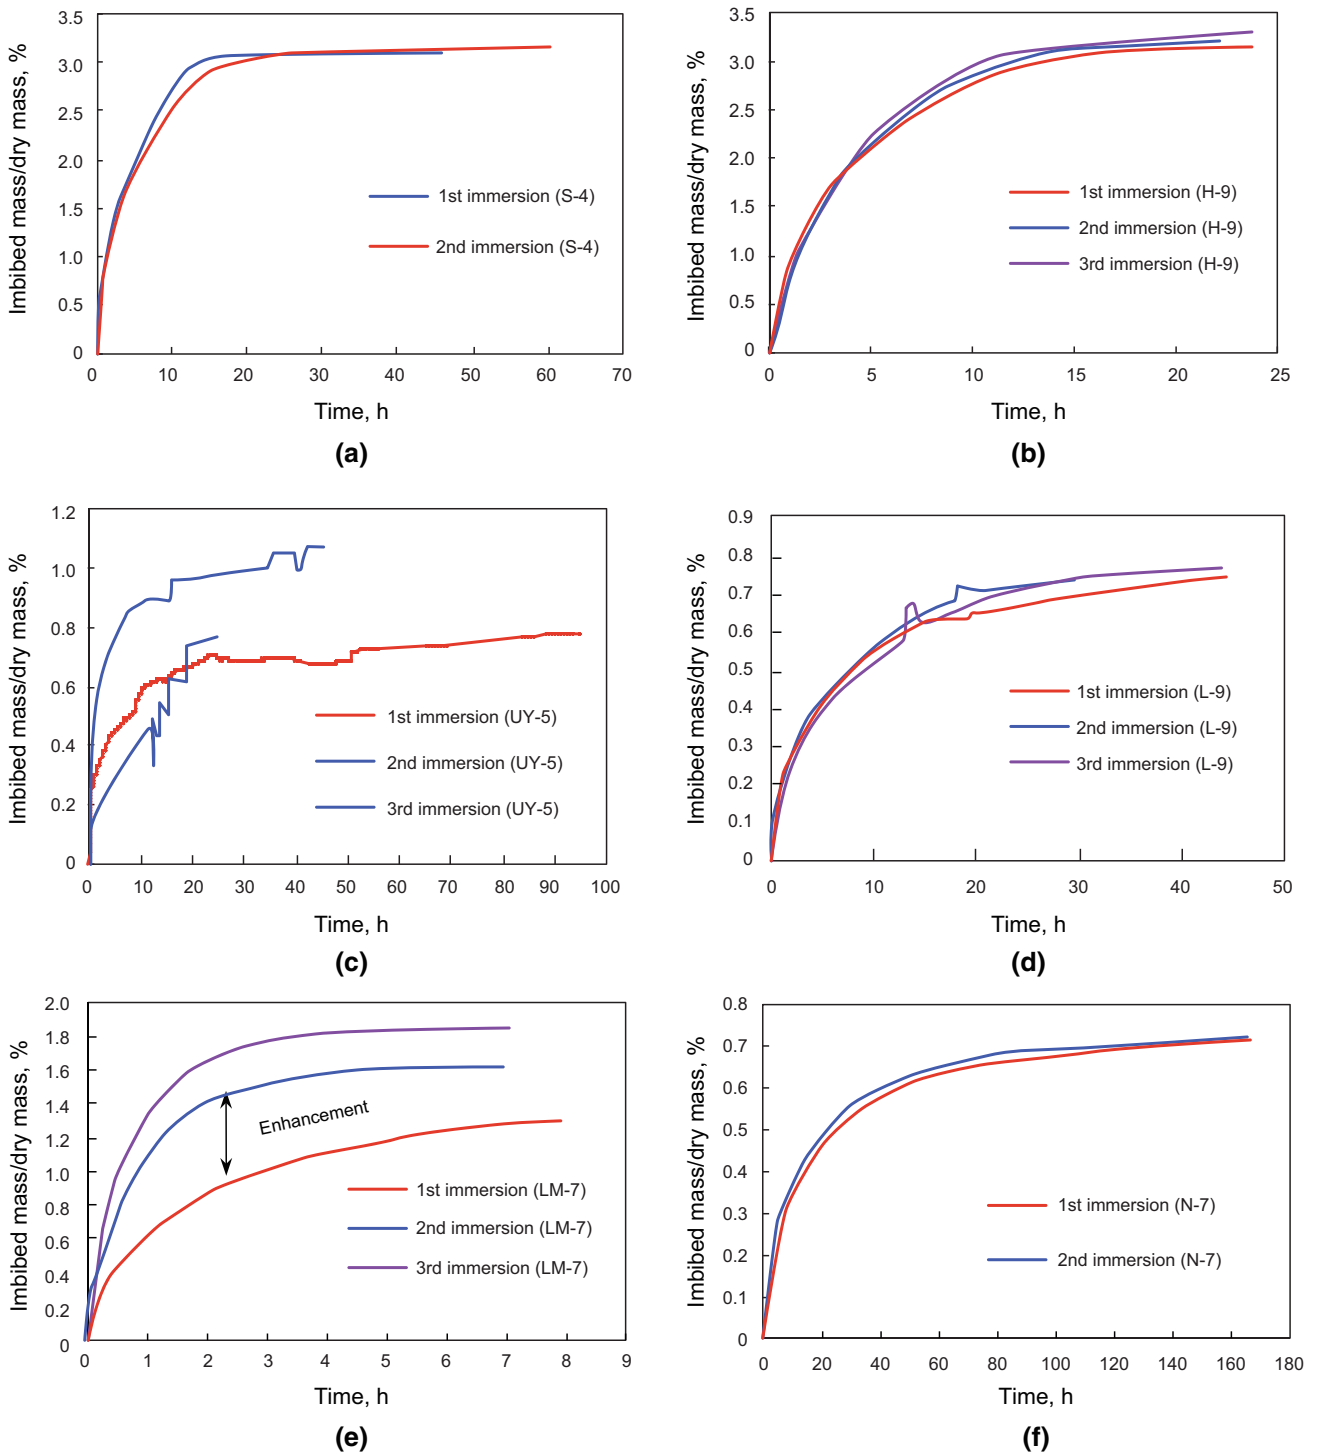 Imbibed mass/dry mass, %
3.5
3.0
2.5
2.0
1.5
1.0
0.5
0
1st immersion (S-4)
2nd immersion (S-4)
0 10 20 30 40 50 60 70
Time, h
(a)
Imbibed mass/dry mass, %
3.5
3.0
2.5
2.0
1.5
1.0
0.5
0
1st immersion (H-9)
2nd immersion (H-9)
3rd immersion (H-9)
0 5 10 15 20 25
Time, h
(b)
Imbibed mass/dry mass, %
1.2
1.0
0.8
0.6
0.4
0.2
0
1st immersion (UY-5)
2nd immersion (UY-5)
3rd immersion (UY-5)
0 10 20 30 40 50 60 70 80 90 100
Time, h
(c)
Imbibed mass/dry mass, %
0.9
0.8
0.7
0.6
0.5
0.4
0.3
0.2
0.1
0
1st immersion (L-9)
2nd immersion (L-9)
3rd immersion (L-9)
0 10 20 30 40 50
Time, h
(d)
Imbibed mass/dry mass, %
2.0
1.8
1.6
1.4
1.2
1.0
0.8
0.6
0.4
0.2
0
Enhancement
1st immersion (LM-7)
2nd immersion (LM-7)
3rd immersion (LM-7)
0 1 2 3 4 5 6 7 8 9
Time, h
(e)
Imbibed mass/dry mass, %
0.8
0.7
0.6
0.5
0.4
0.3
0.2
0.1
0
1st immersion (N-7)
2nd immersion (N-7)
0 20 40 60 80 100 120 140 160 180
Time, h
(f)